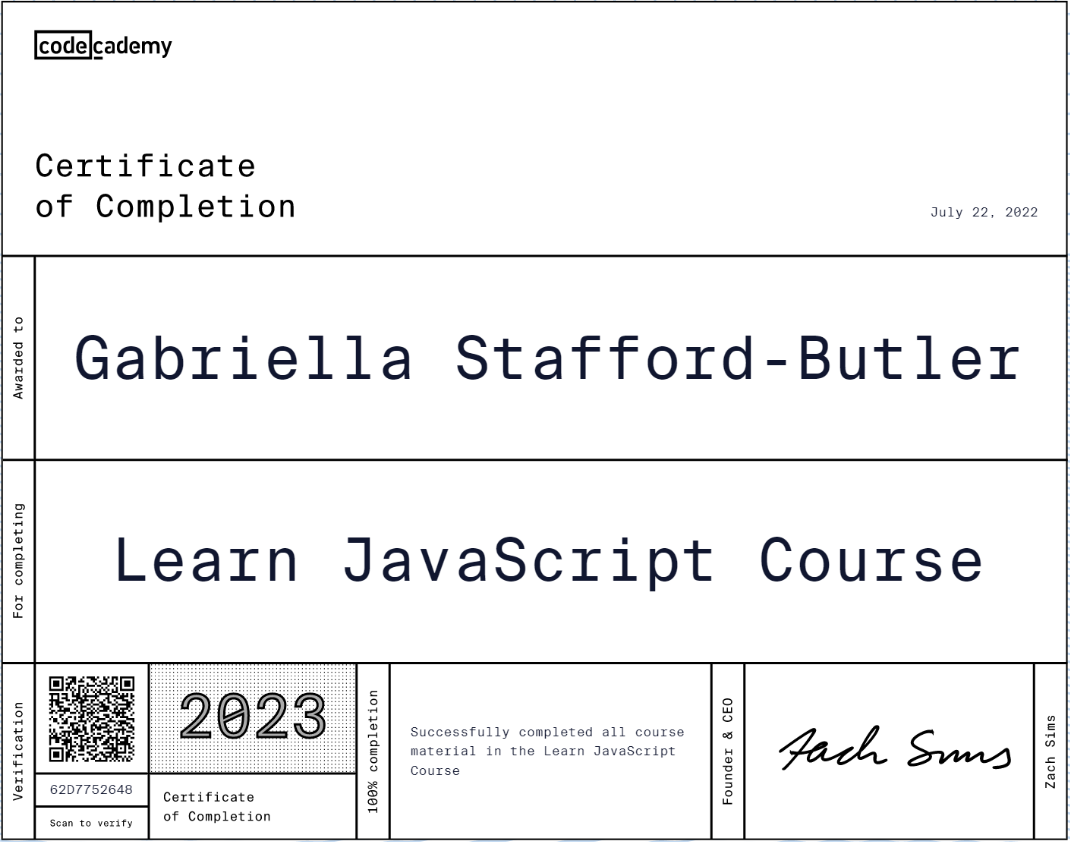 codecademy
Certificate
of Completion
July 22, 2022
Awarded to
Gabriella Stafford-Butler
For completing
Learn JavaScript Course
Verification
62D7752648
Scan to verify
2023
Certificate
of Completion
100% completion
Successfully completed all course
material in the Learn JavaScript
Course
Founder & CEO
Zach Sims
Zach Sims